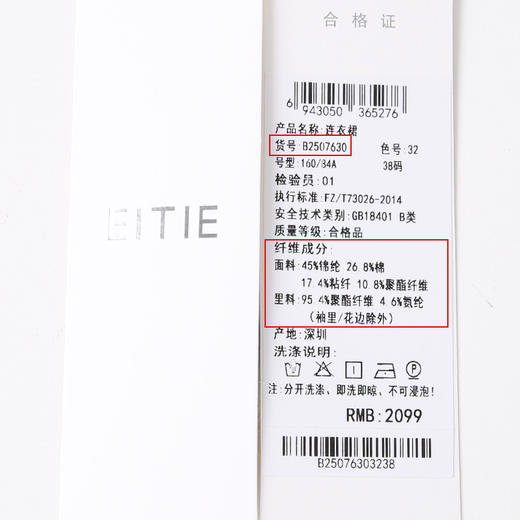 EITIE
合格证
6 943050 365276
产品名称:连衣裙
货号:B2507630 色号:32
号型:160/84A 38码
检验员:01
执行标准:FZ/T73026-2014
安全技术类别:GB18401 B类
质量等级:合格品
纤维成分:
面料:45%锦纶 26.8%棉
17.4%粘纤 10.8%聚酯纤维
里料:95.4%聚酯纤维 4.6%氨纶
(袖里/花边除外)
产地:深圳
洗涤说明:
注:分开洗涤、即洗即晾、不可浸泡!
RMB:2099
B25076303238